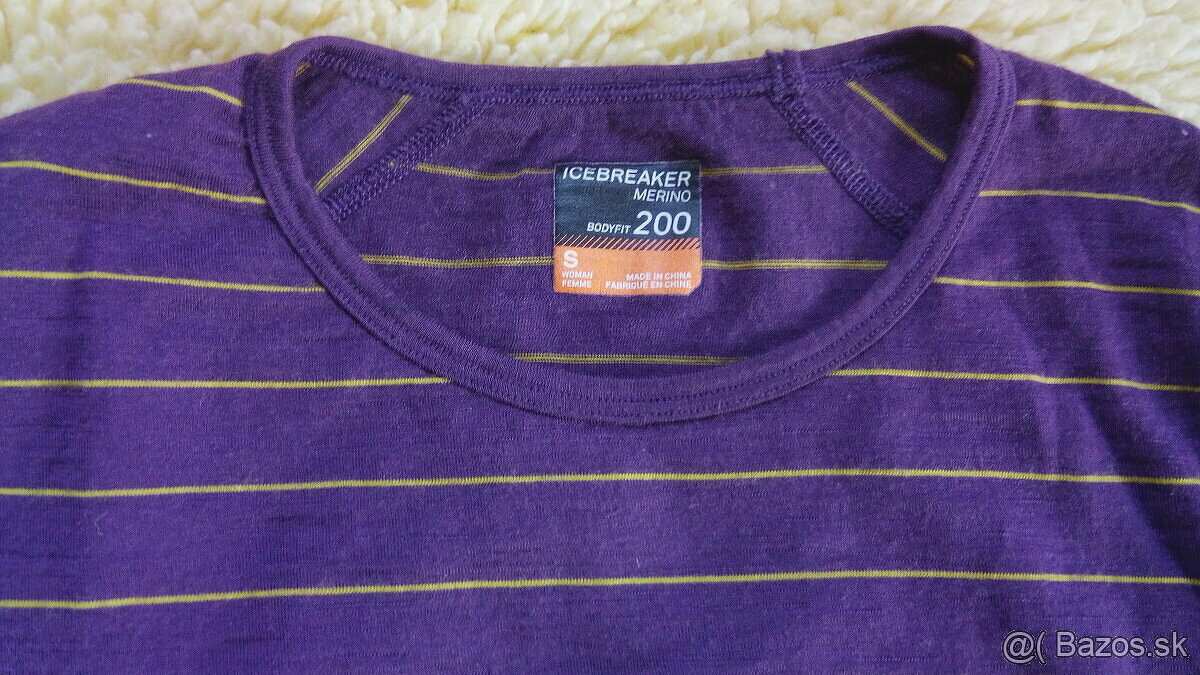 ICEBREAKER
MERINO
BODYFIT 200
S
WOMAN
FEMME
MADE IN CHINA
FABRIQUÉ EN CHINE
@( Bazos.sk